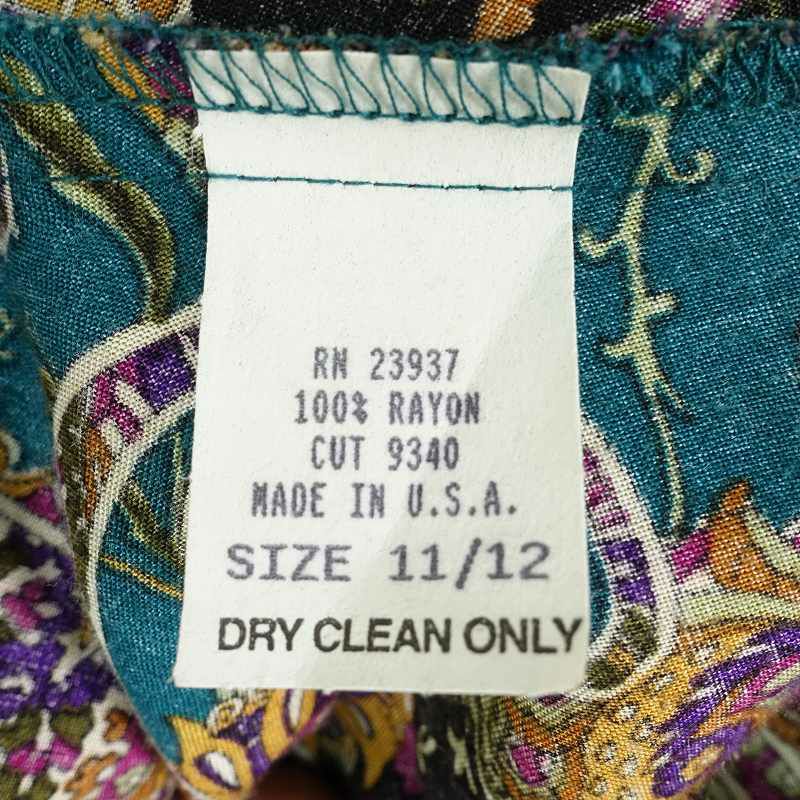 RN 23937
100% RAYON
CUT 9340
MADE IN U.S.A.
SIZE 11/12
DRY CLEAN ONLY